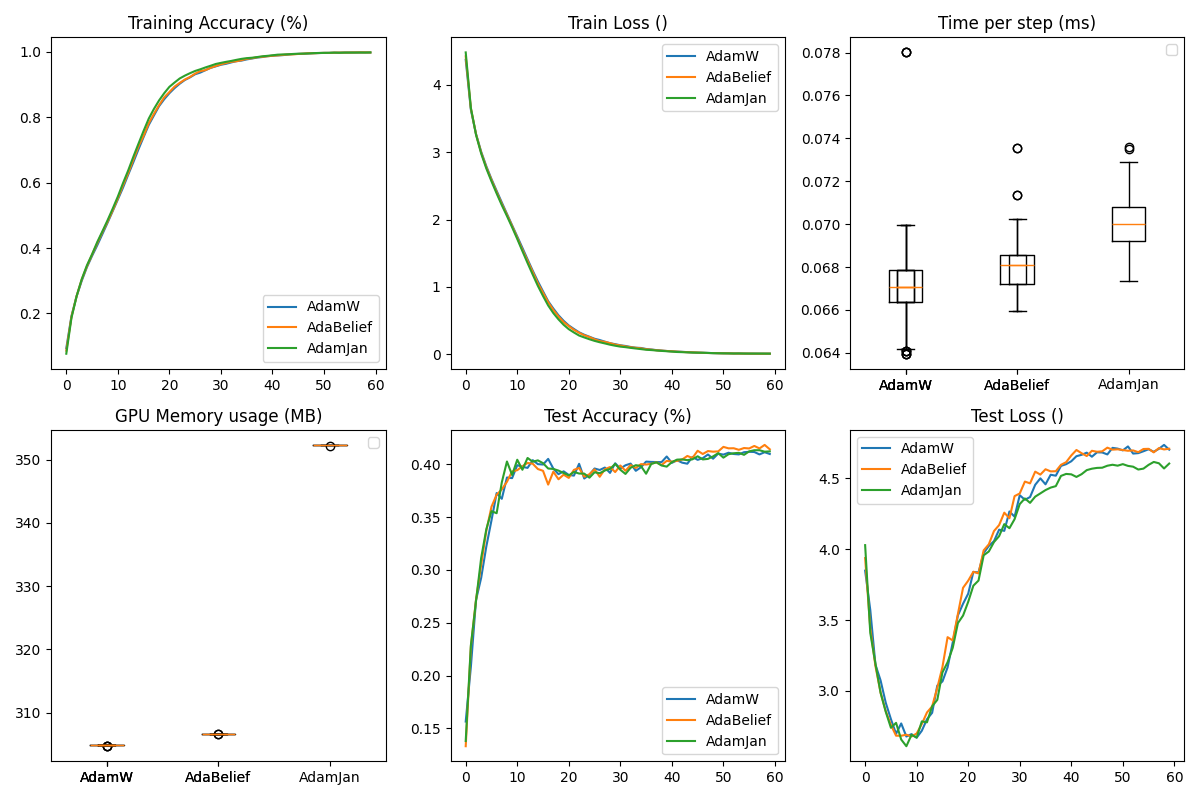 Training Accuracy (%)
1.0
0.8
0.6
0.4
0.2
AdamW
AdaBelief
AdamJan
0 10 20 30 40 50 60
Train Loss ()
4
3
2
1
0
AdamW
AdaBelief
AdamJan
0 10 20 30 40 50 60
Time per step (ms)
0.078
0.076
0.074
0.072
0.070
0.068
0.066
0.064
AdamW AdaBelief AdamJan
GPU Memory usage (MB)
350
340
330
320
310
AdamW AdaBelief AdamJan
Test Accuracy (%)
0.40
0.35
0.30
0.25
0.20
0.15
AdamW
AdaBelief
AdamJan
0 10 20 30 40 50 60
Test Loss ()
AdamW
AdaBelief
AdamJan
4.5
4.0
3.5
3.0
0 10 20 30 40 50 60